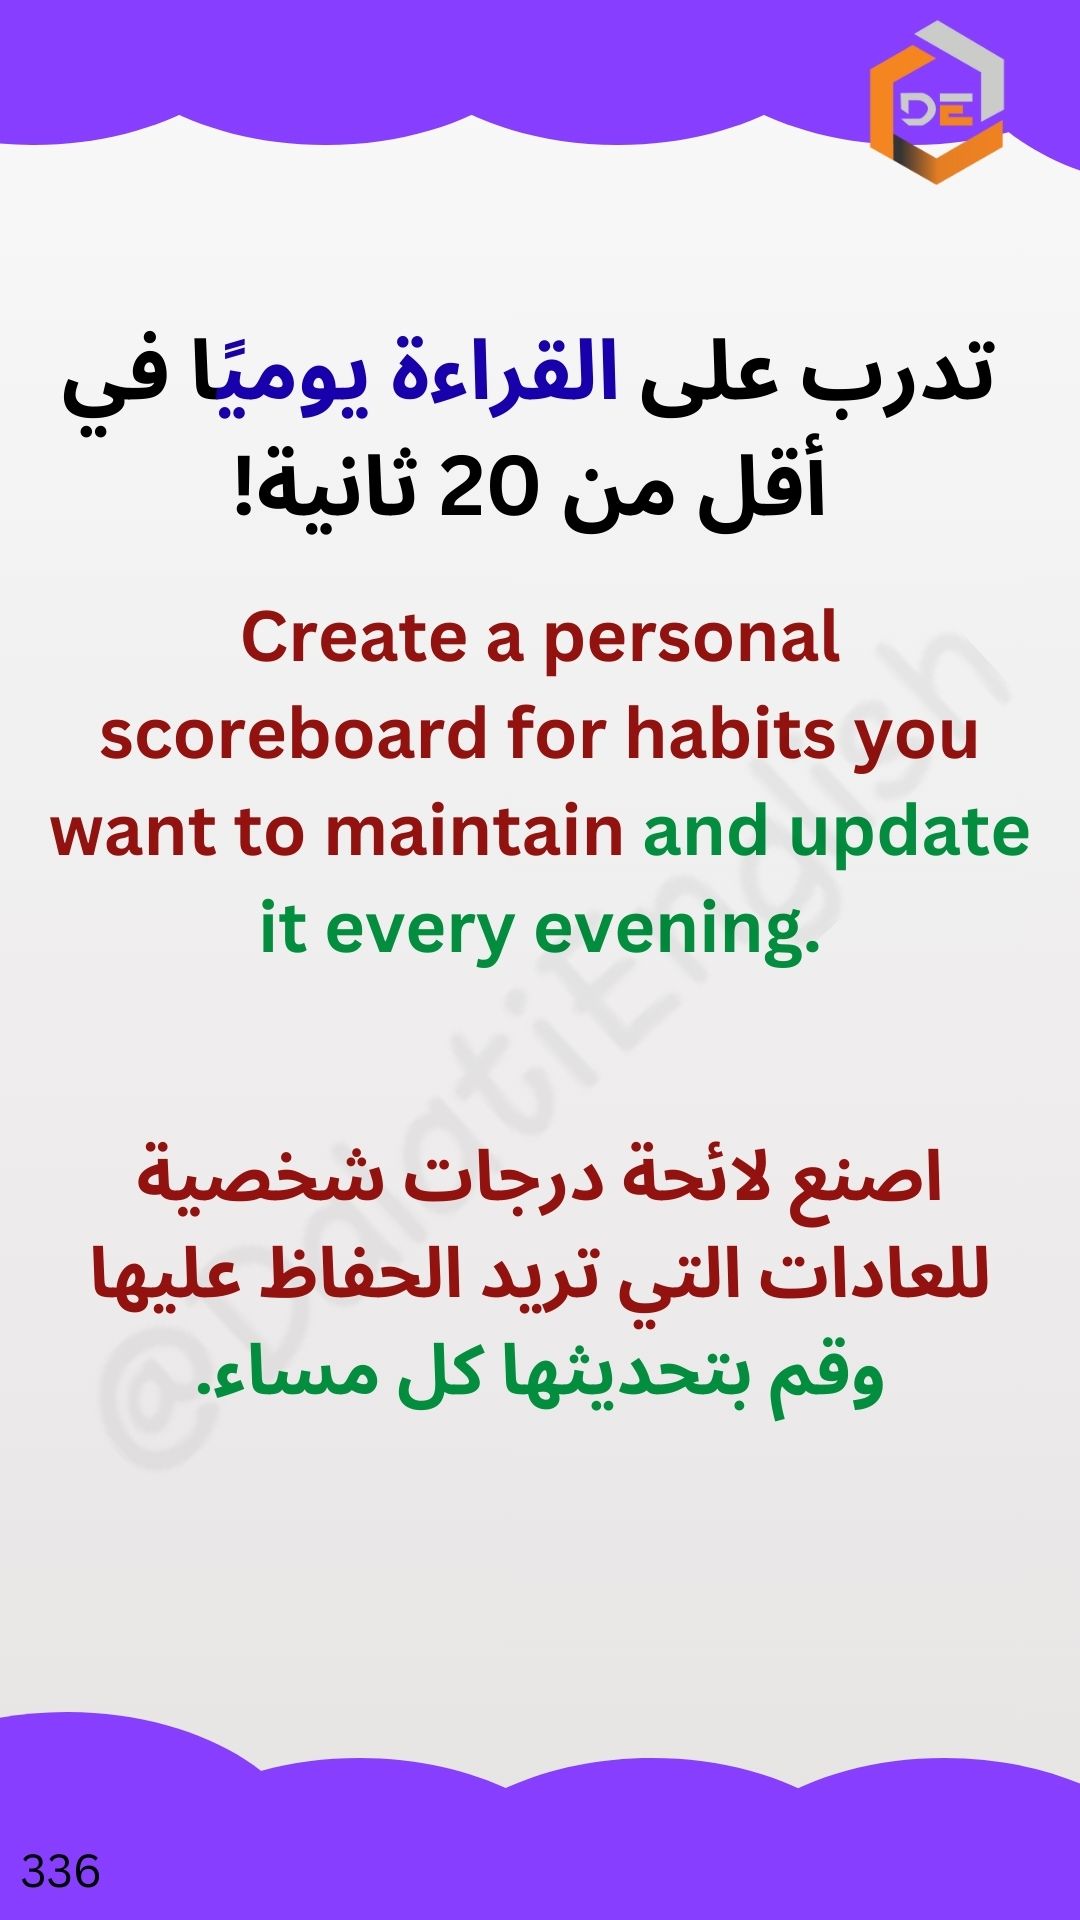 DE
تدرب على القراءة يوميًا في
أقل من 20 ثانية!
Create a personal
scoreboard for habits you
want to maintain and update
it every evening.
@DalatiEnglish
اصنع لائحة درجات شخصية
للعادات التي تريد الحفاظ عليها
وقم بتحديثها كل مساء.
336